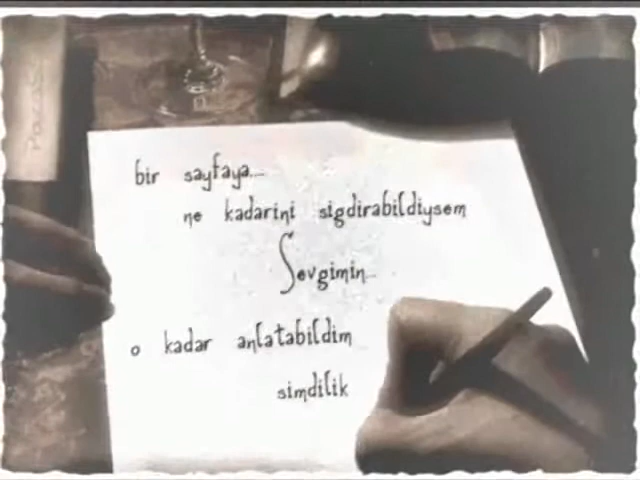 bir sayfaya....
ne kadarini sigdirabildiysem
Sevgimin...
o kadar anlatabildim
simdilik